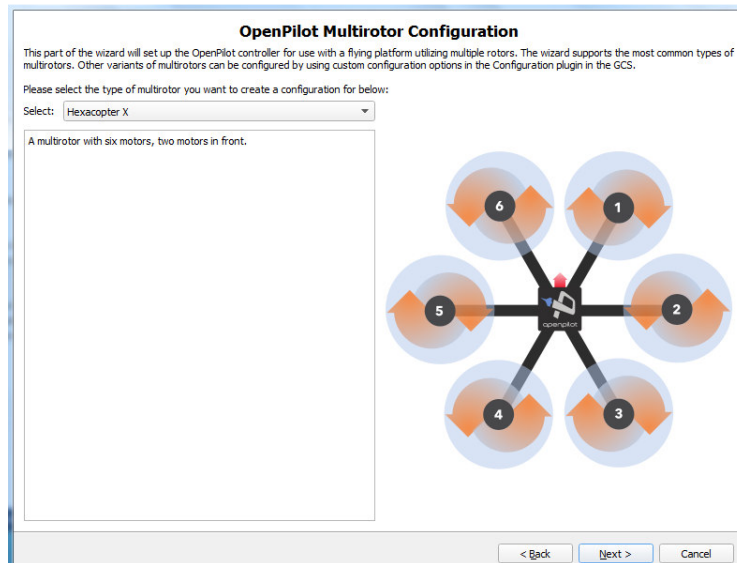 OpenPilot Multirotor Configuration
This part of the wizard will set up the OpenPilot controller for use with a flying platform utilizing multiple rotors. The wizard supports the most common types of
multirotors. Other variants of multirotors can be configured by using custom configuration options in the Configuration plugin in the GCS.
Please select the type of multirotor you want to create a configuration for below:
Select: Hexacopter X
A multirotor with six motors, two motors in front.
6 1
5 2
openpilot
4 3
< Back Next > Cancel